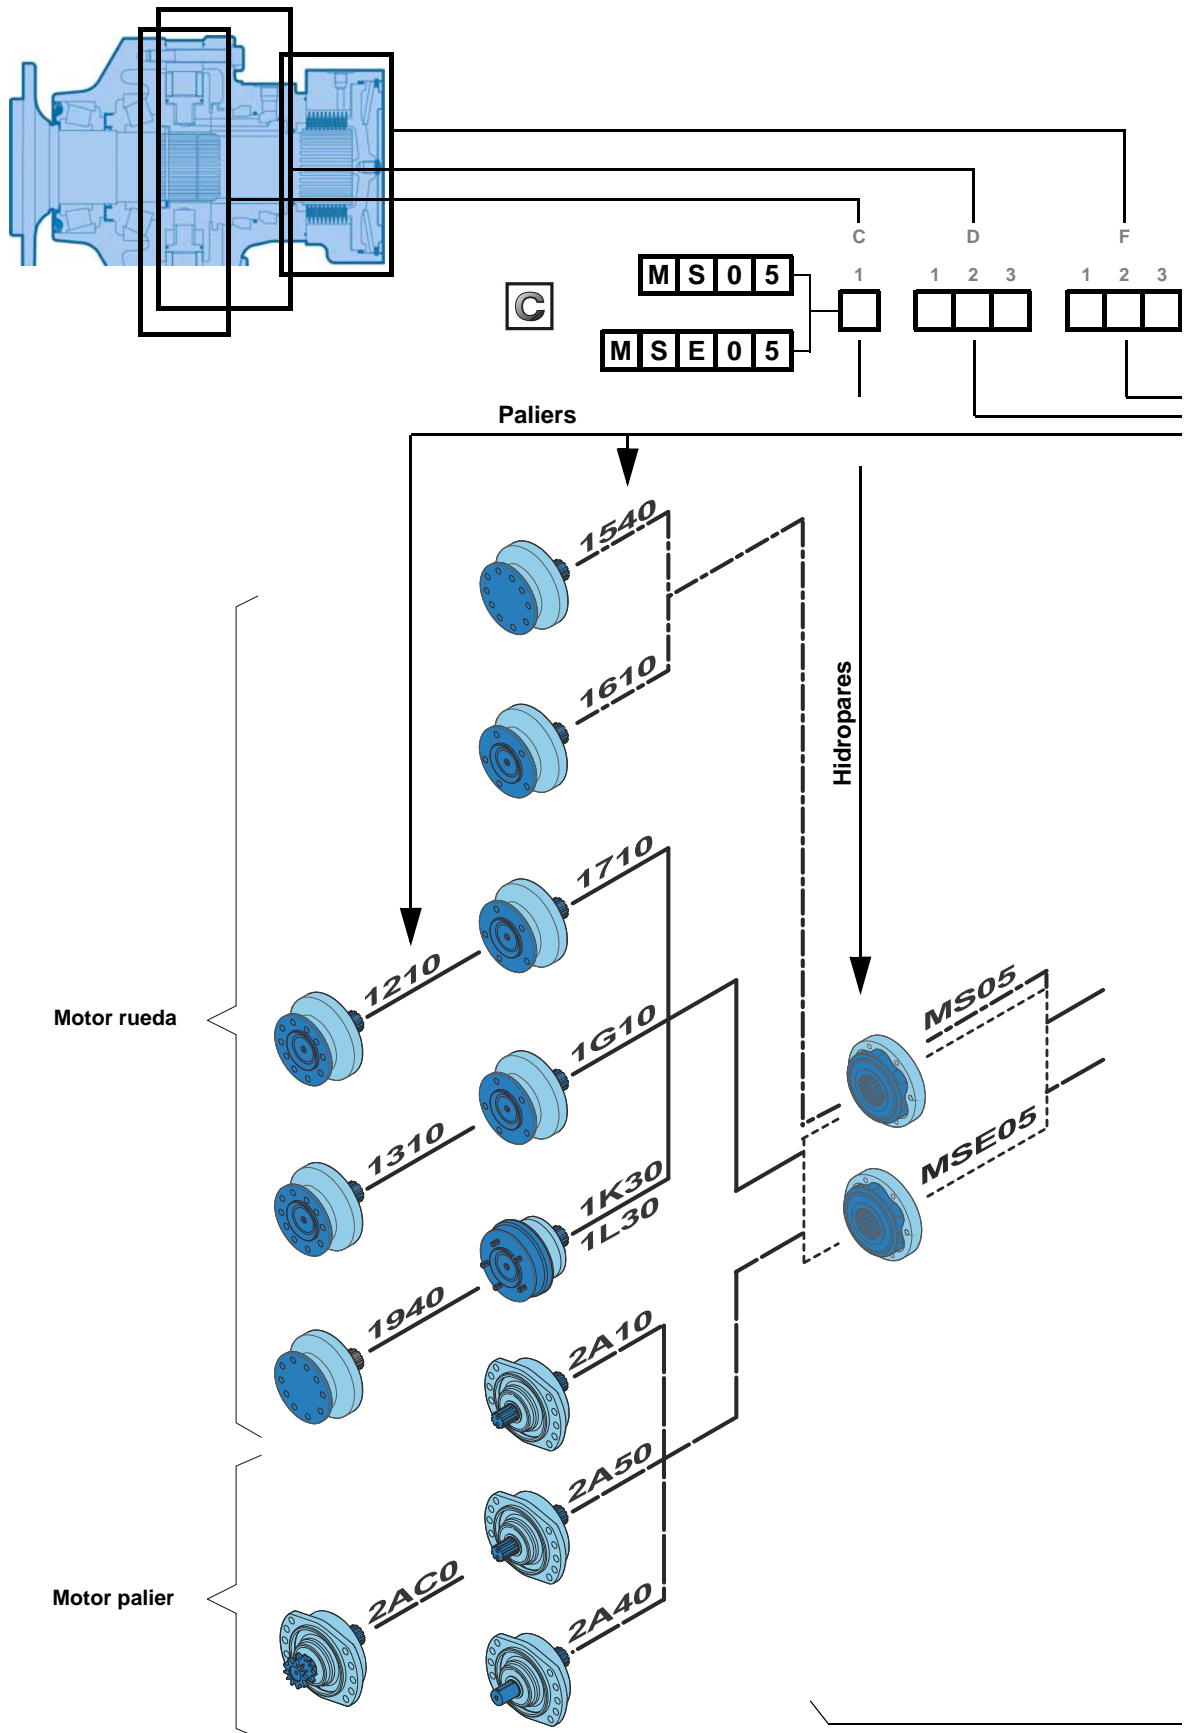 C D F
1 1 2 3 1 2 3
M S 0 5
C
M S E 0 5
Paliers
1540
1610
Hidropares
1710
1210
MS05
Motor rueda
1G10
1310
MSE05
1K30
1L30
1940
2A10
2A50
2AC0
Motor palier
2A40